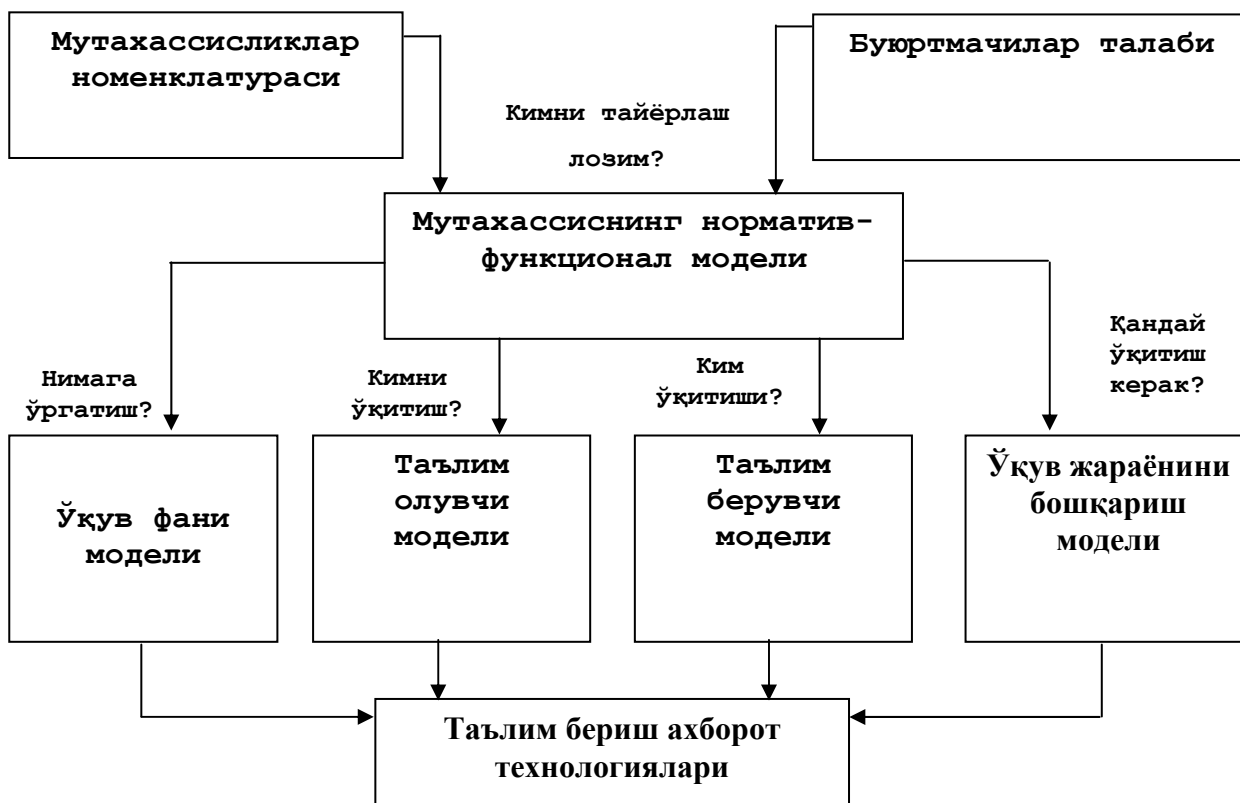 Мутахассисликлар
номенклатураси
Буюртмачилар талаби
Кимни тайёрлаш
лозим?
Мутахассиснинг норматив-
функционал модели
Нимага
ўргатиш?
Кимни
ўқитиш?
Ким
ўқитиши?
Қандай
ўқитиш
керак?
Ўқув фани
модели
Таълим
олувчи
модели
Таълим
берувчи
модели
Ўқув жараёнини
бошқариш
модели
Таълим бериш ахборот
технологиялари